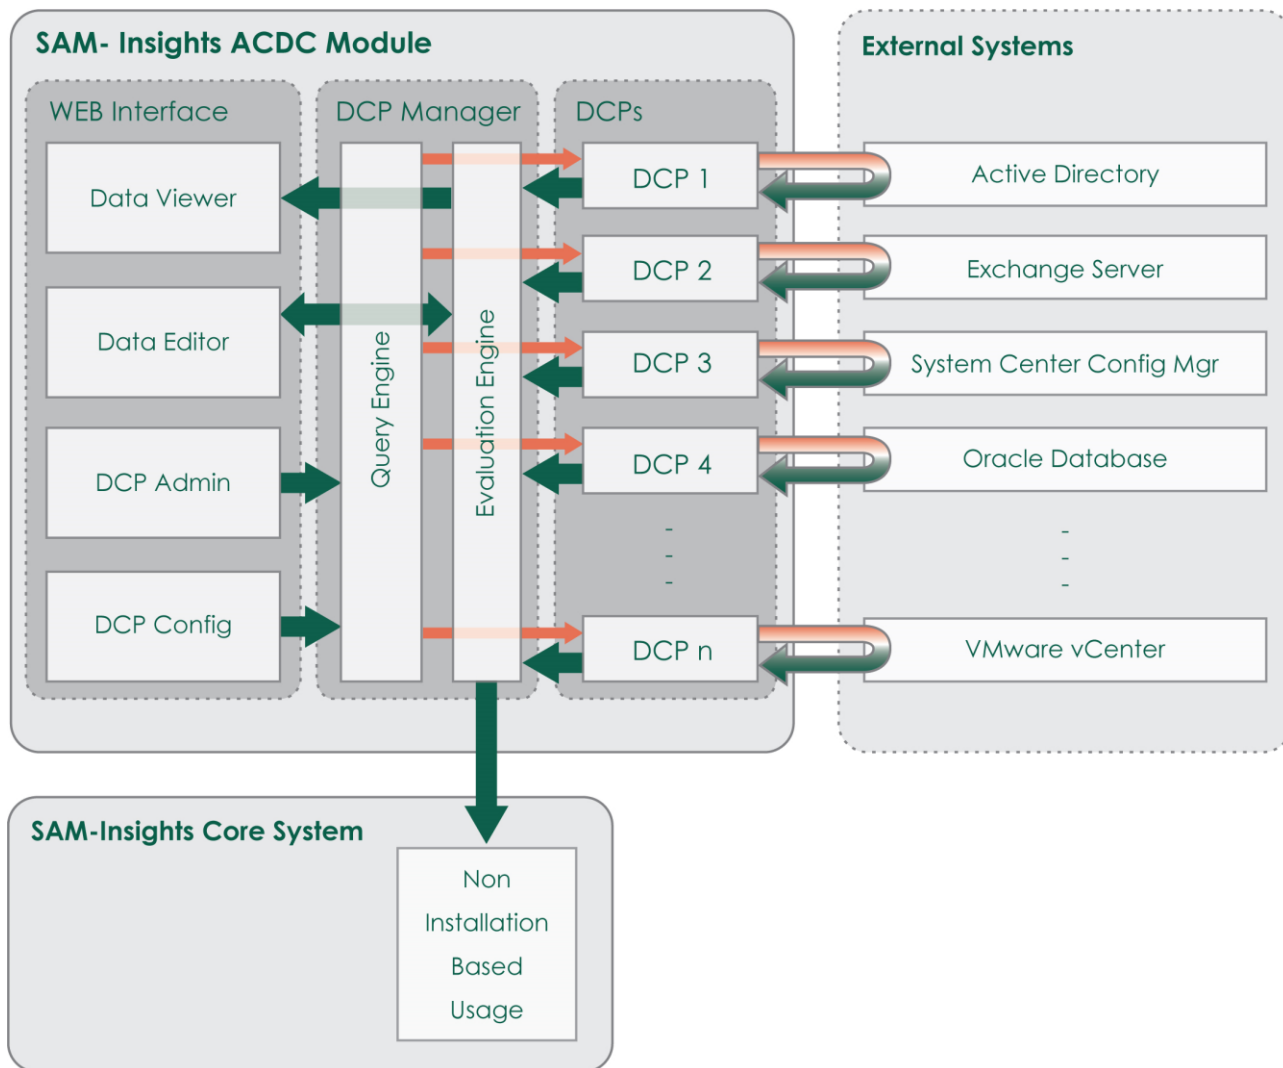 SAM- Insights ACDC Module
WEB Interface
Data Viewer
Data Editor
DCP Admin
DCP Config
DCP Manager
Query Engine
Evaluation Engine
DCPs
DCP 1
DCP 2
DCP 3
DCP 4
-
-
-
DCP n
External Systems
Active Directory
Exchange Server
System Center Config Mgr
Oracle Database
-
-
-
VMware vCenter
SAM-Insights Core System
Non
Installation
Based
Usage